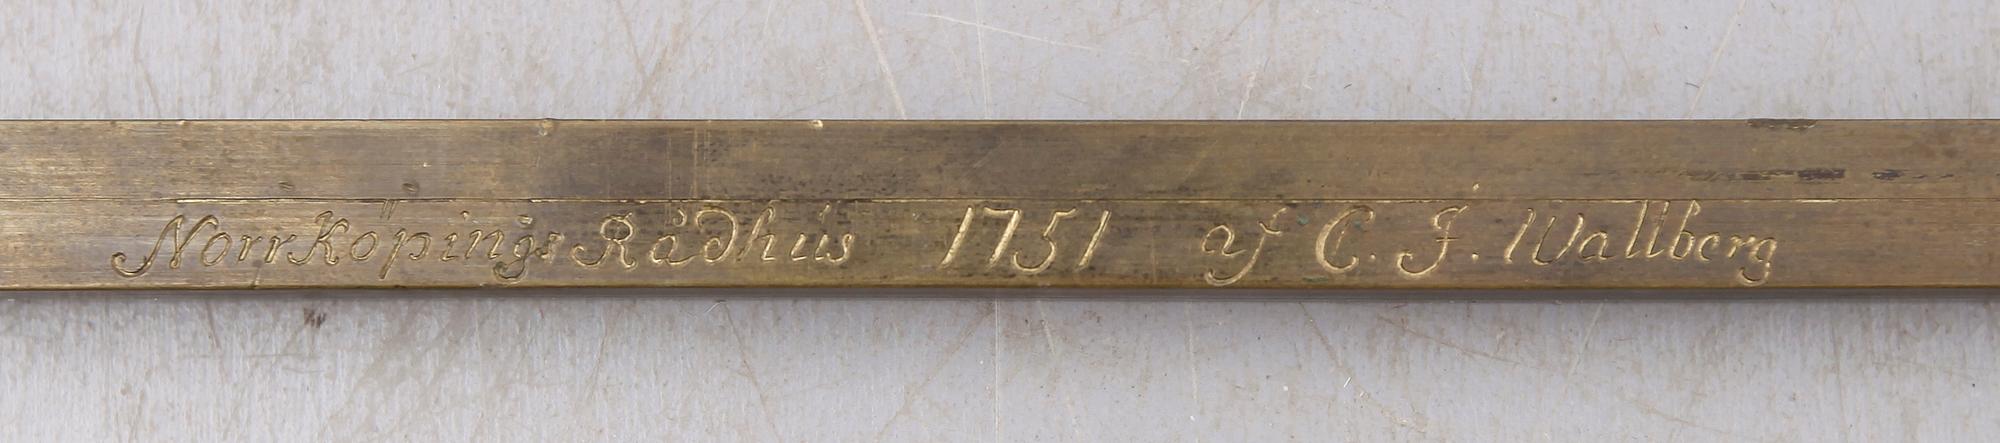 NorrKöpings Rådhus 1751 af C. J. Wallberg